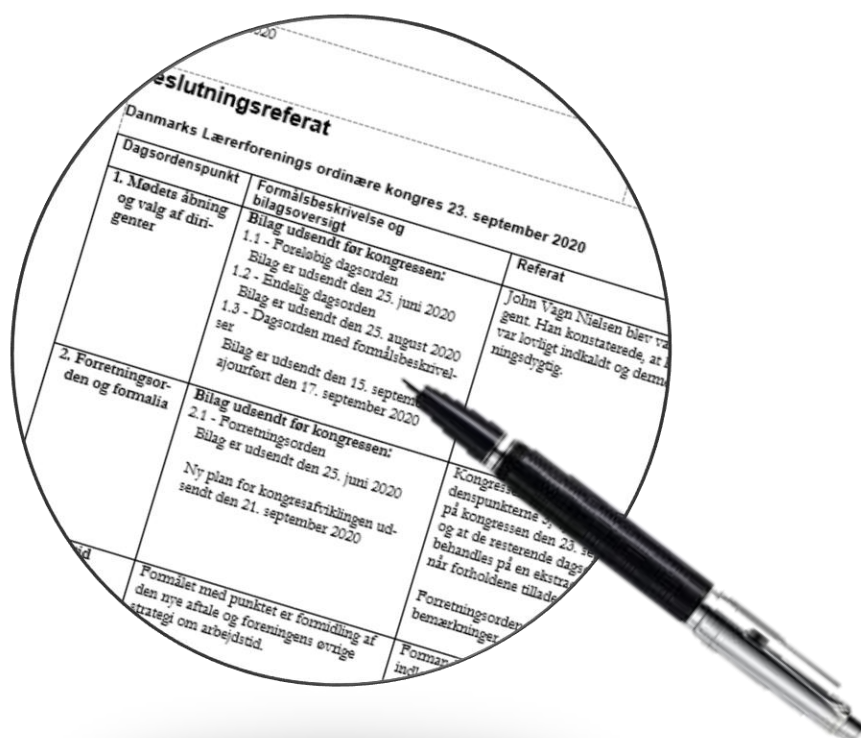 020
eslutningsreferat
Danmarks Lærerforenings ordinære kongres 23. september 2020
Dagsordenspunkt
Formålsbeskrivelse og
bilagsoversigt
Referat
1. Mødets åbning
og valg af diri-
genter
Bilag udsendt før kongressen:
1.1 - Foreløbig dagsorden
Bilag er udsendt den 25. juni 2020
1.2 - Endelig dagsorden
Bilag er udsendt den 25. august 2020
1.3 - Dagsorden med formålsbeskrivel-
ser
Bilag er udsendt den 15. septem
ajourført den 17. september 2020
John Vagn Nielsen blev va
gent. Han konstaterede, at
var lovligt indkaldt og derme
ningsdygtig.
2. Forretningsor-
den og formalia
Bilag udsendt før kongressen:
2.1 - Forretningsorden
Bilag er udsendt den 25. juni 2020
Ny plan for kongresafviklingen ud-
sendt den 21. september 2020
Kongresse
denspunkterne
på kongressen den 23. se
og at de resterende dags
behandles på en ekstra
når forholdene tillade
Forretningsorden
bemærkninger
id
Formålet med punktet er formidling af
den nye aftale og foreningens øvrige
strategi om arbejdstid.
Forman
indl